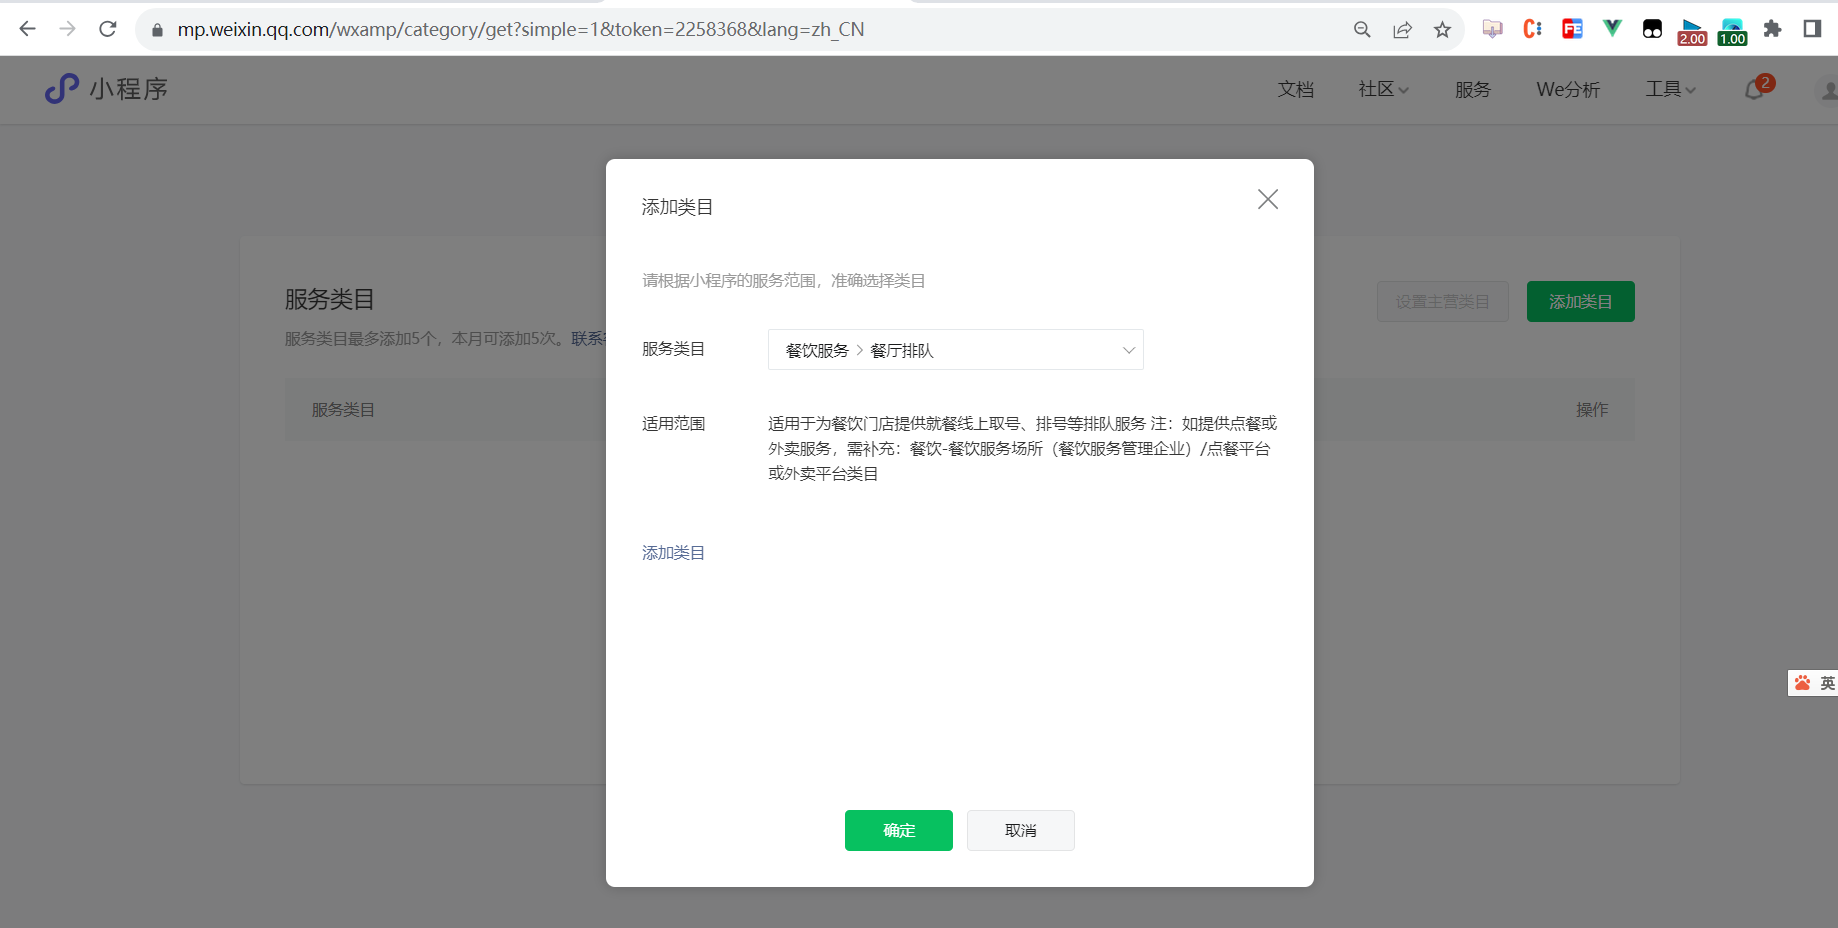 mp.weixin.qq.com/wxamp/category/get?simple=1&token=2258368&lang=zh_CN
FE
2.00
1.00
小程序
文档
社区
服务
We分析
工具
2
添加类目
请根据小程序的服务范围，准确选择类目
服务类目
服务类目最多添加5个，本月可添加5次。联系
设置主营类目
添加类目
服务类目
餐饮服务 > 餐厅排队
服务类目
操作
适用范围
适用于为餐饮门店提供就餐线上取号、排号等排队服务 注：如提供点餐或
外卖服务，需补充：餐饮-餐饮服务场所（餐饮服务管理企业）/点餐平台
或外卖平台类目
添加类目
英
确定
取消